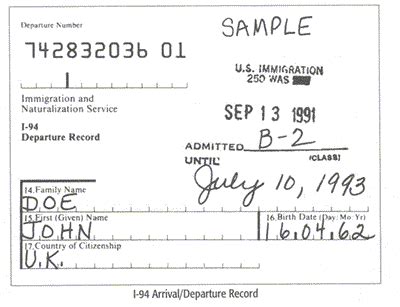 Departure Number
SAMPLE
742832036 01
U.S. IMMIGRATION
250 WAS
Immigration and
Naturalization Service
SEP 13 1991
I-94
Departure Record
ADMITTED B-2
UNTIL (CLASS)
July 10, 1993
14. Family Name
DOE
15. First (Given) Name
16. Birth Date (Day. Mo. Yr)
JOHN
16.04.62
17. Country of Citizenship
U.K.
I-94 Arrival/Departure Record